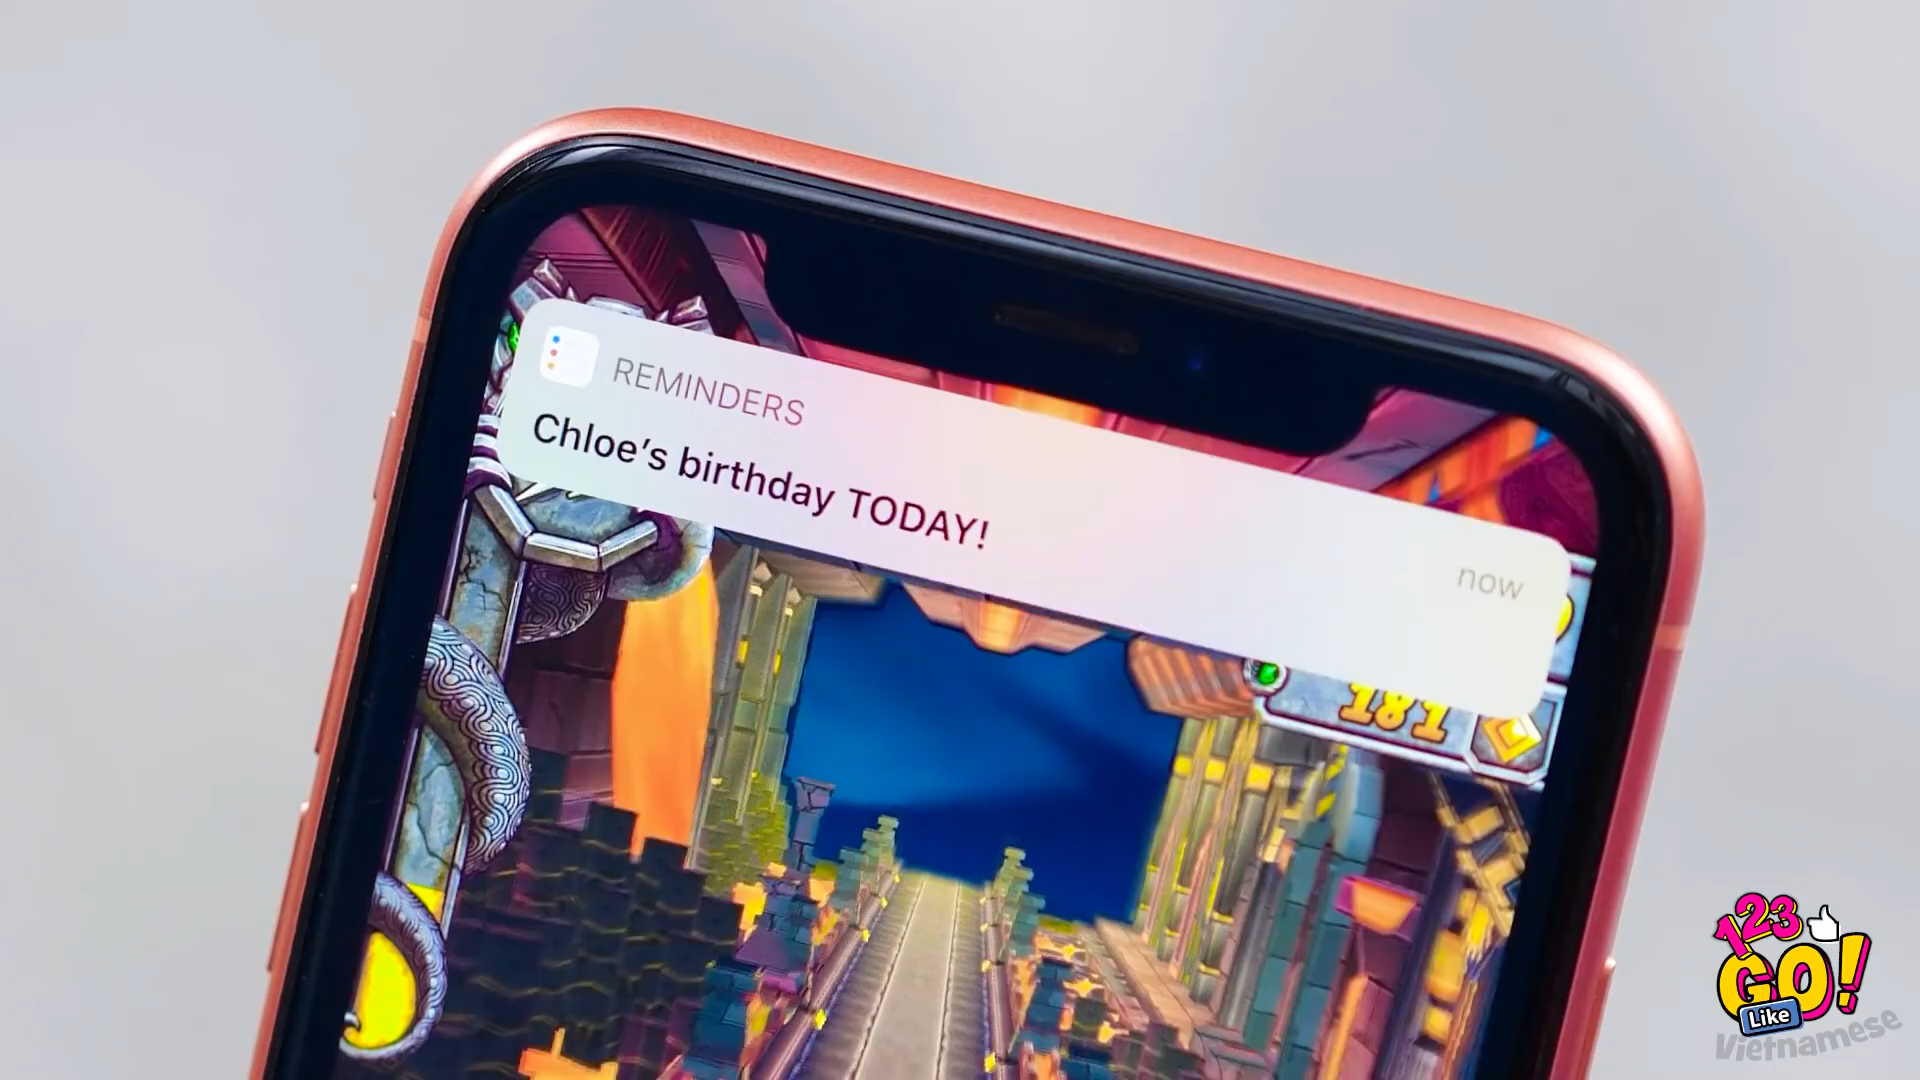 REMINDERS
Chloe's birthday TODAY!
now
181
123
GO!
Like
Vietnamese